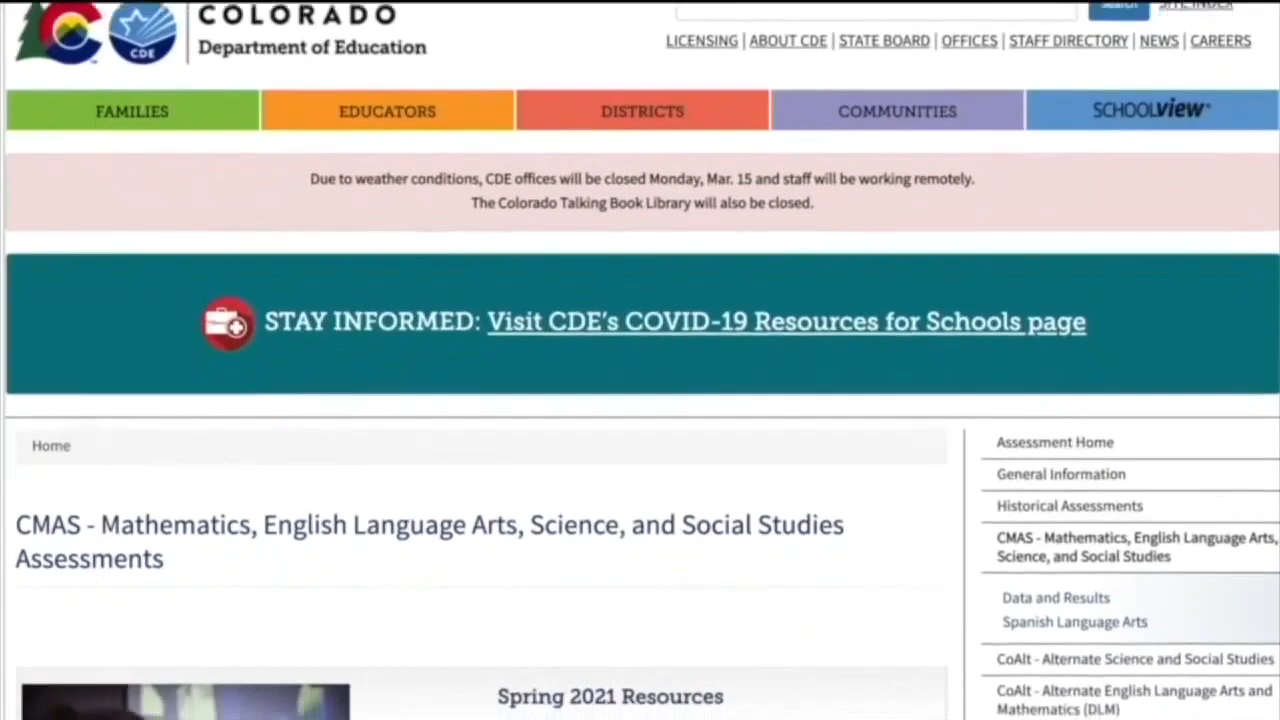 COLORADO
Department of Education
CDE
Search
SITE INDEX
LICENSING | ABOUT CDE | STATE BOARD | OFFICES | STAFF DIRECTORY | NEWS | CAREERS
FAMILIES
EDUCATORS
DISTRICTS
COMMUNITIES
SCHOOLVIEW™
Due to weather conditions, CDE offices will be closed Monday, Mar. 15 and staff will be working remotely.
The Colorado Talking Book Library will also be closed.
STAY INFORMED: Visit CDE's COVID-19 Resources for Schools page
Home
CMAS - Mathematics, English Language Arts, Science, and Social Studies
Assessments
Spring 2021 Resources
Assessment Home
General Information
Historical Assessments
CMAS - Mathematics, English Language Arts,
Science, and Social Studies
Data and Results
Spanish Language Arts
CoAlt - Alternate Science and Social Studies
CoAlt - Alternate English Language Arts and
Mathematics (DLM)